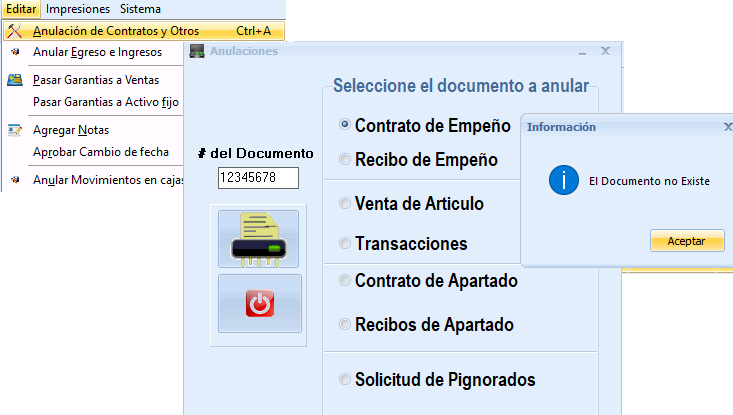 Editar Impresiones Sistema
Anulación de Contratos y Otros Ctrl+A
Anular Egreso e Ingresos
Pasar Garantias a Ventas
Pasar Garantias a Activo fijo
Agregar Notas
Aprobar Cambio de fecha
Anular Movimientos en cajas
Anulaciones
Seleccione el documento a anular
# del Documento
12345678
Contrato de Empeño
Recibo de Empeño
Venta de Articulo
Transacciones
Contrato de Apartado
Recibos de Apartado
Solicitud de Pignorados
Información
El Documento no Existe
Aceptar